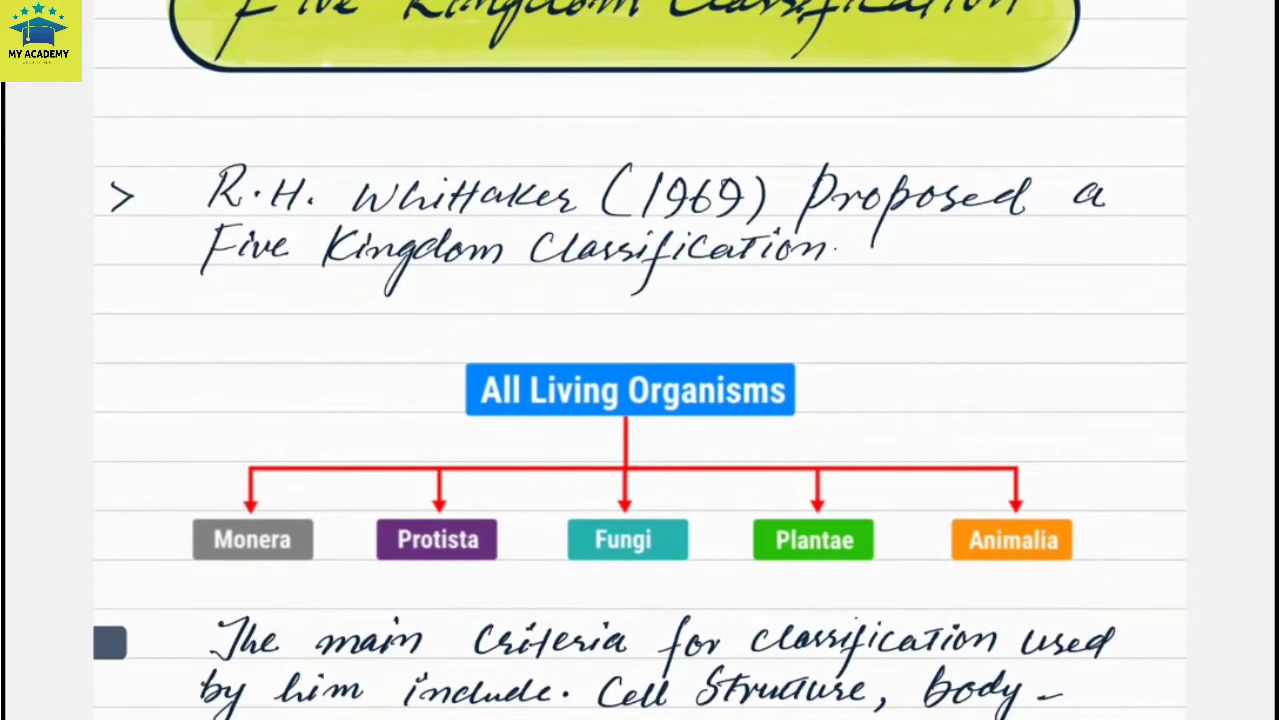 MY ACADEMY
Five Kingdom Classification
> R.H. Whittaker (1969) Proposed a
Five Kingdom Classification.
All Living Organisms
Monera Protista Fungi Plantae Animalia
The main criteria for classification used
by him include. Cell Structure, body-